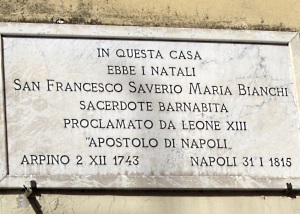 IN QUESTA CASA
EBBE I NATALI
SAN FRANCESCO SAVERIO MARIA BIANCHI
SACERDOTE BARNABITA
PROCLAMATO DA LEONE XIII
"APOSTOLO DI NAPOLI"
ARPINO 2 XII 1743 NAPOLI 31 I 1815